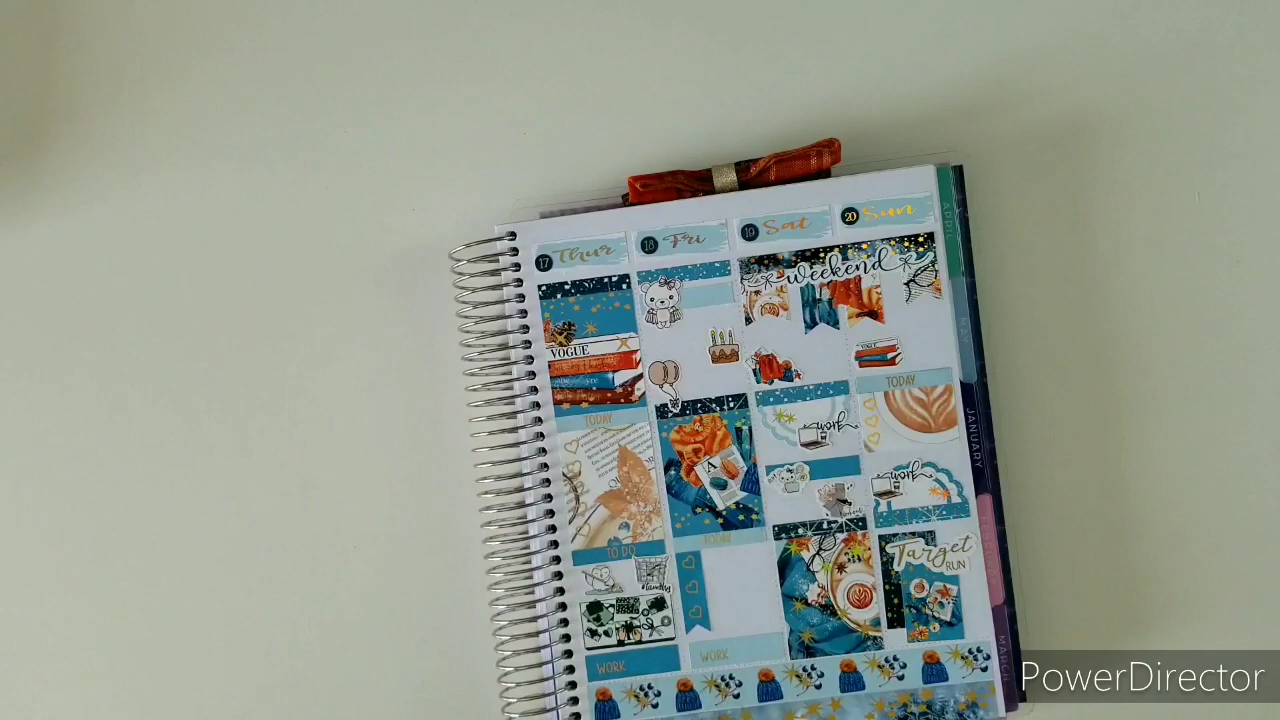 17 Thur
18 Fri
19 Sat
20 Sun
weekend
VOGUE
TODAY
TODAY
work
work
A
TODAY
TO DO
Target
RUN
WORK
WORK
APRIL
MAY
JANUARY
MARCH
PowerDirector